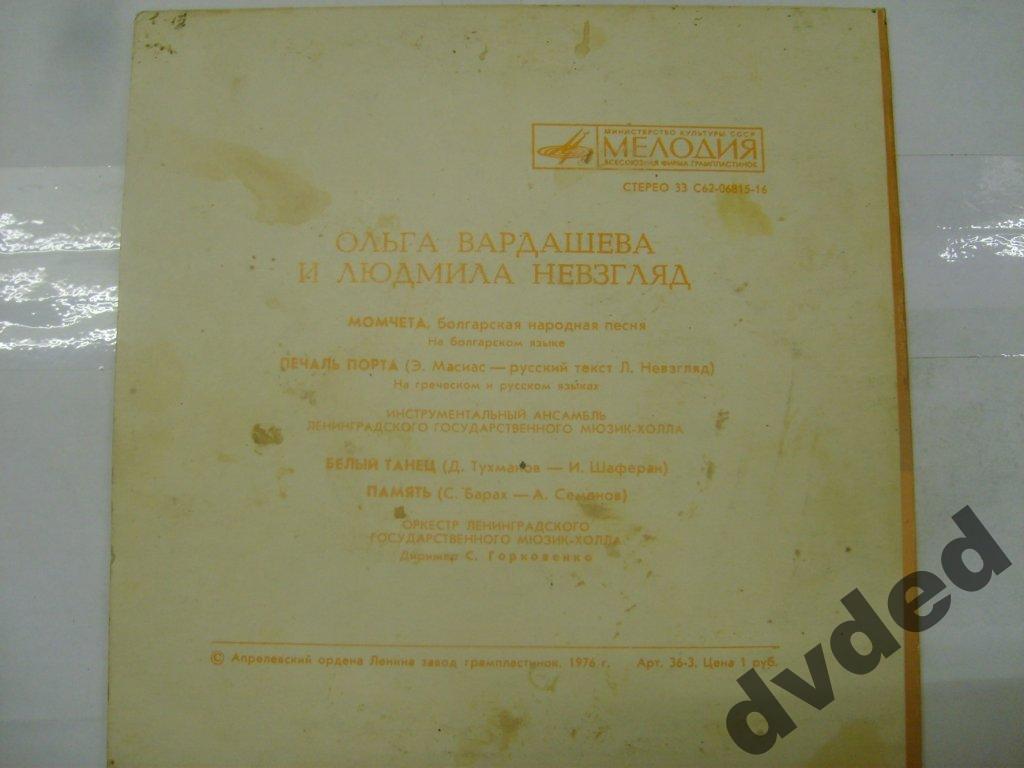 МИНИСТЕРСТВО КУЛЬТУРЫ СССР
МЕЛОДИЯ
ВСЕСОЮЗНАЯ ФИРМА ГРАМПЛАСТИНОК
СТЕРЕО 33 С62-06815-16
ОЛЬГА ВАРДАШЕВА
И ЛЮДМИЛА НЕВЗГЛЯД
МОМЧЕТА, Болгарская народная песня
На болгарском языке
ПЕЧАЛЬ ПОРТА (Э. Масиас — русский текст Л. Невзгляд)
На греческом и русском языках
ИНСТРУМЕНТАЛЬНЫЙ АНСАМБЛЬ
ЛЕНИНГРАДСКОГО ГОСУДАРСТВЕННОГО МЮЗИК-ХОЛЛА
БЕЛЫЙ ТАНЕЦ (Д. Тухманов — И. Шаферан)
ПАМЯТЬ (С. Барах — А. Семенов)
ОРКЕСТР ЛЕНИНГРАДСКОГО
ГОСУДАРСТВЕННОГО МЮЗИК-ХОЛЛА
Дирижер С. Горковенко
© Апрелевский ордена Ленина завод грампластинок. 1976 г. Арт. 36-3. Цена 1 руб.
dvded